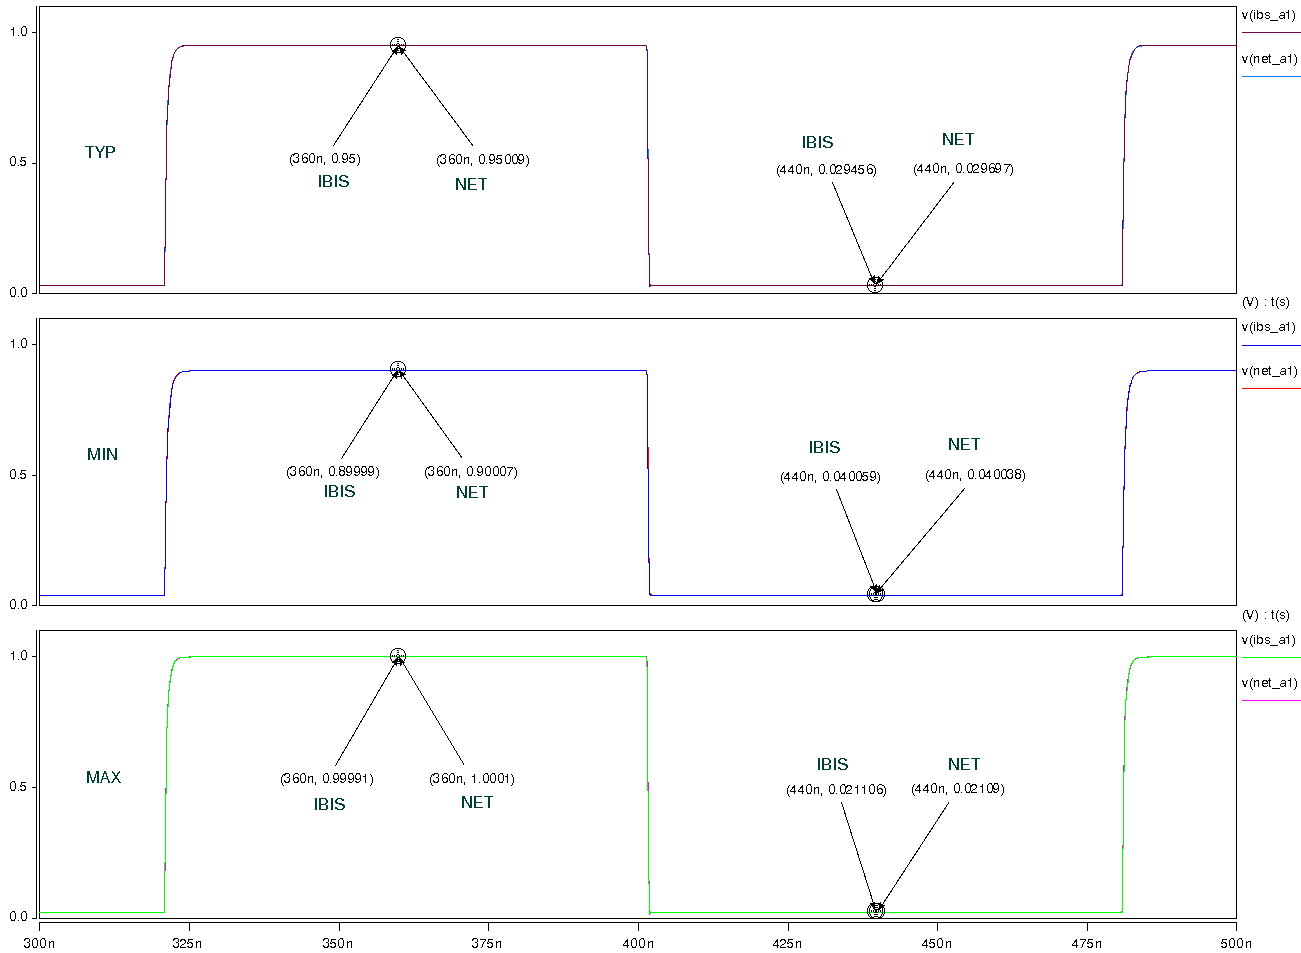 1.0
v(ibs_a1)
v(net_a1)
IBIS
NET
TYP
0.5
(360n, 0.95)
(360n, 0.95009)
(440n, 0.029456)
(440n, 0.029697)
IBIS
NET
0.0
(V) : t(s)
1.0
v(ibs_a1)
v(net_a1)
IBIS
NET
MIN
0.5
(360n, 0.89999)
(360n, 0.90007)
(440n, 0.040059)
(440n, 0.040038)
IBIS
NET
0.0
(V) : t(s)
1.0
v(ibs_a1)
v(net_a1)
IBIS
NET
MAX
(360n, 0.99991)
(360n, 1.0001)
0.5
(440n, 0.021106)
(440n, 0.02109)
IBIS
NET
0.0
300n
325n
350n
375n
400n
425n
450n
475n
500n